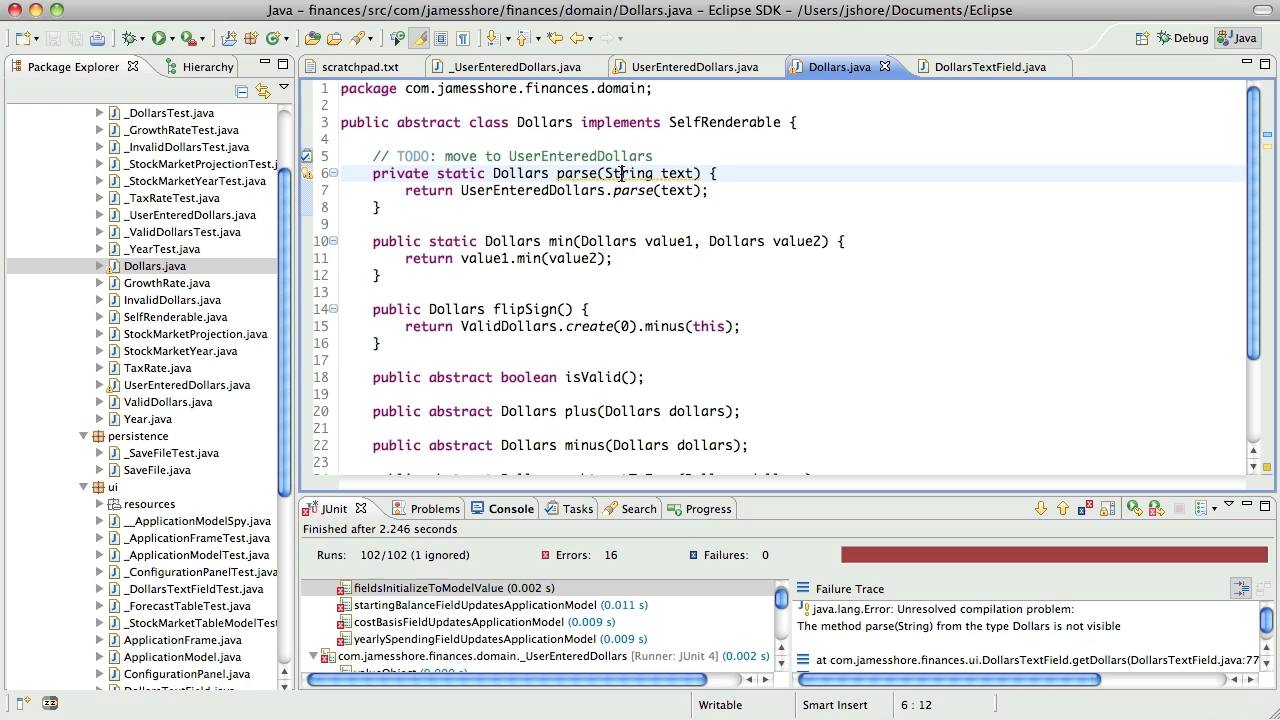 Java - finances/src/com/jamesshore/finances/domain/Dollars.java - Eclipse SDK - /Users/jshore/Documents/Eclipse
Debug
Java
Package Explorer
Hierarchy
scratchpad.txt
_UserEnteredDollars.java
UserEnteredDollars.java
Dollars.java
DollarsTextField.java
_DollarsTest.java
_GrowthRateTest.java
_InvalidDollarsTest.java
_StockMarketProjectionTest.j
_StockMarketYearTest.java
_TaxRateTest.java
_UserEnteredDollars.java
_ValidDollarsTest.java
_YearTest.java
Dollars.java
GrowthRate.java
InvalidDollars.java
SelfRenderable.java
StockMarketProjection.java
StockMarketYear.java
TaxRate.java
UserEnteredDollars.java
ValidDollars.java
Year.java
persistence
_SaveFileTest.java
SaveFile.java
ui
resources
__ApplicationModelSpy.java
_ApplicationFrameTest.java
_ApplicationModelTest.java
_ConfigurationPanelTest.java
_DollarsTextFieldTest.java
_ForecastTableTest.java
_StockMarketTableModelTest
ApplicationFrame.java
ApplicationModel.java
ConfigurationPanel.java
1 package com.jamesshore.finances.domain;
2
3 public abstract class Dollars implements SelfRenderable {
4
5 // TODO: move to UserEnteredDollars
6 private static Dollars parse(String text) {
7 return UserEnteredDollars.parse(text);
8 }
9
10 public static Dollars min(Dollars value1, Dollars value2) {
11 return value1.min(value2);
12 }
13
14 public Dollars flipSign() {
15 return ValidDollars.create(0).minus(this);
16 }
17
18 public abstract boolean isValid();
19
20 public abstract Dollars plus(Dollars dollars);
21
22 public abstract Dollars minus(Dollars dollars);
23
JUnit
Problems
Console
Tasks
Search
Progress
Finished after 2.246 seconds
Runs: 102/102 (1 ignored)
Errors: 16
Failures: 0
fieldsInitializeToModelValue (0.002 s)
startingBalanceFieldUpdatesApplicationModel (0.011 s)
costBasisFieldUpdatesApplicationModel (0.009 s)
yearlySpendingFieldUpdatesApplicationModel (0.009 s)
com.jamesshore.finances.domain._UserEnteredDollars [Runner: JUnit 4] (0.002 s)
Failure Trace
java.lang.Error: Unresolved compilation problem:
The method parse(String) from the type Dollars is not visible
at com.jamesshore.finances.ui.DollarsTextField.getDollars(DollarsTextField.java:77
Writable
Smart Insert
6 : 12